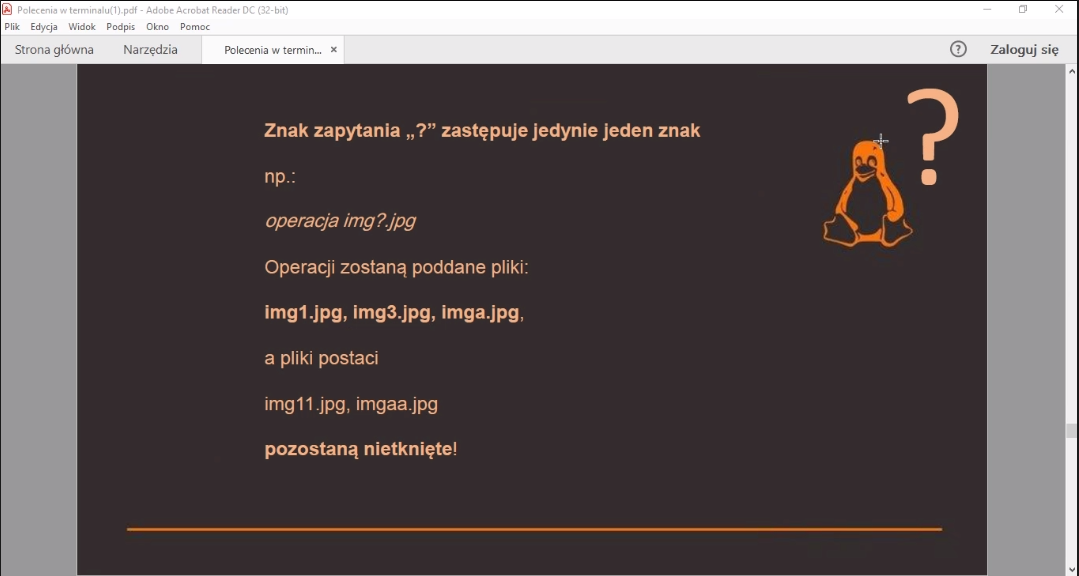 Polecenia w terminalu(1).pdf - Adobe Acrobat Reader DC (32-bit)
Plik Edycja Widok Podpis Okno Pomoc
Strona główna Narzędzia Polecenia w termin... × ? Zaloguj się
Znak zapytania „?” zastępuje jedynie jeden znak
?
np.:
operacja img?.jpg
Operacji zostaną poddane pliki:
img1.jpg, img3.jpg, imga.jpg,
a pliki postaci
img11.jpg, imgaa.jpg
pozostaną nietknięte!